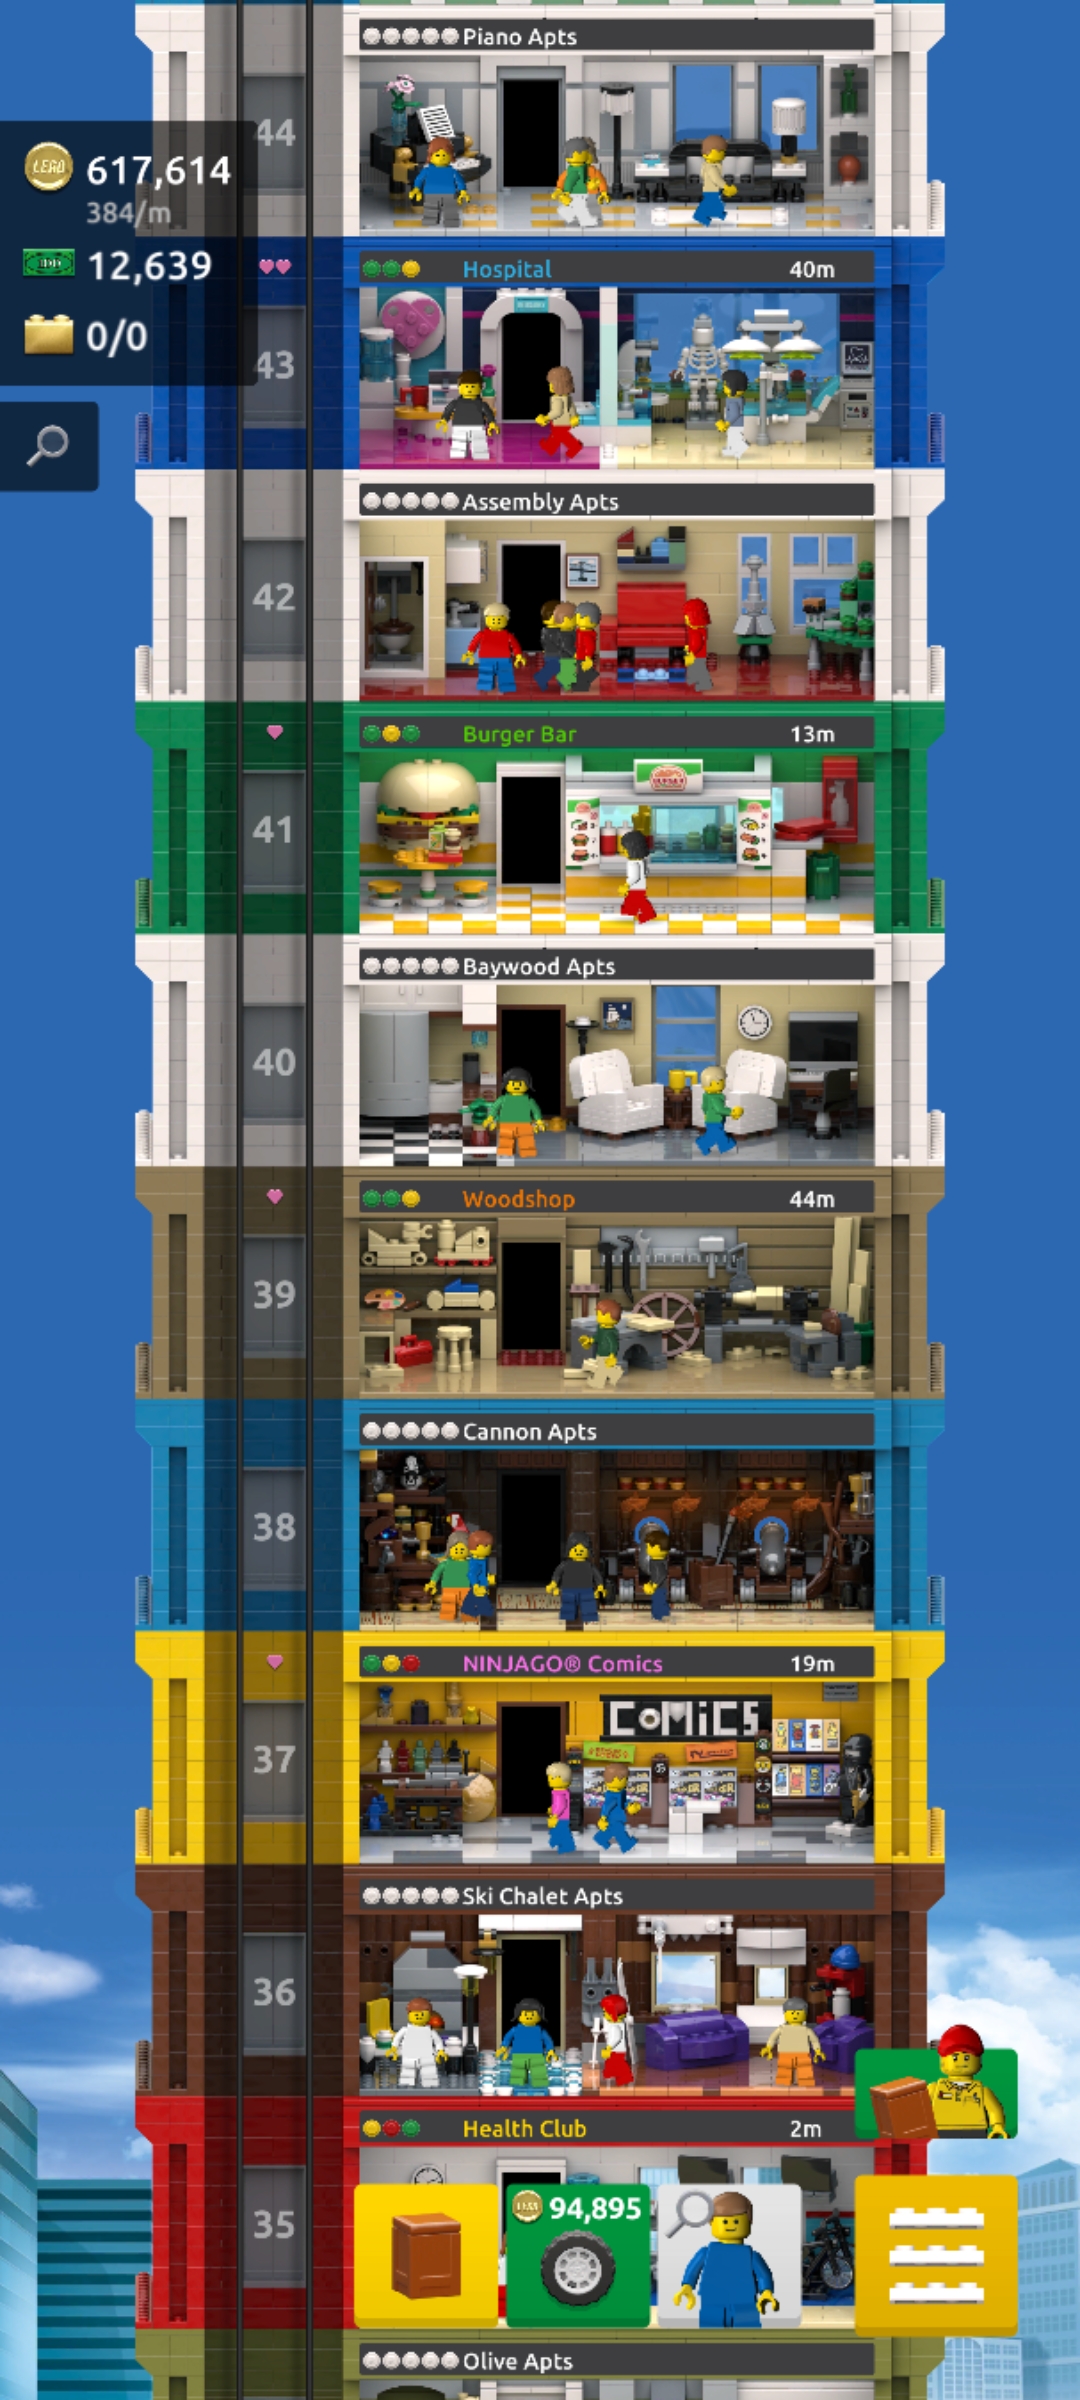 Piano Apts
44
LEGO 617,614
384/m
12,639
0/0
Hospital 40m
43
Assembly Apts
42
Burger Bar 13m
BURGER
41
Baywood Apts
40
Woodshop 44m
39
Cannon Apts
38
NINJAGO® Comics 19m
COMiCS
37
Ski Chalet Apts
36
Health Club 2m
35
94,895
Olive Apts